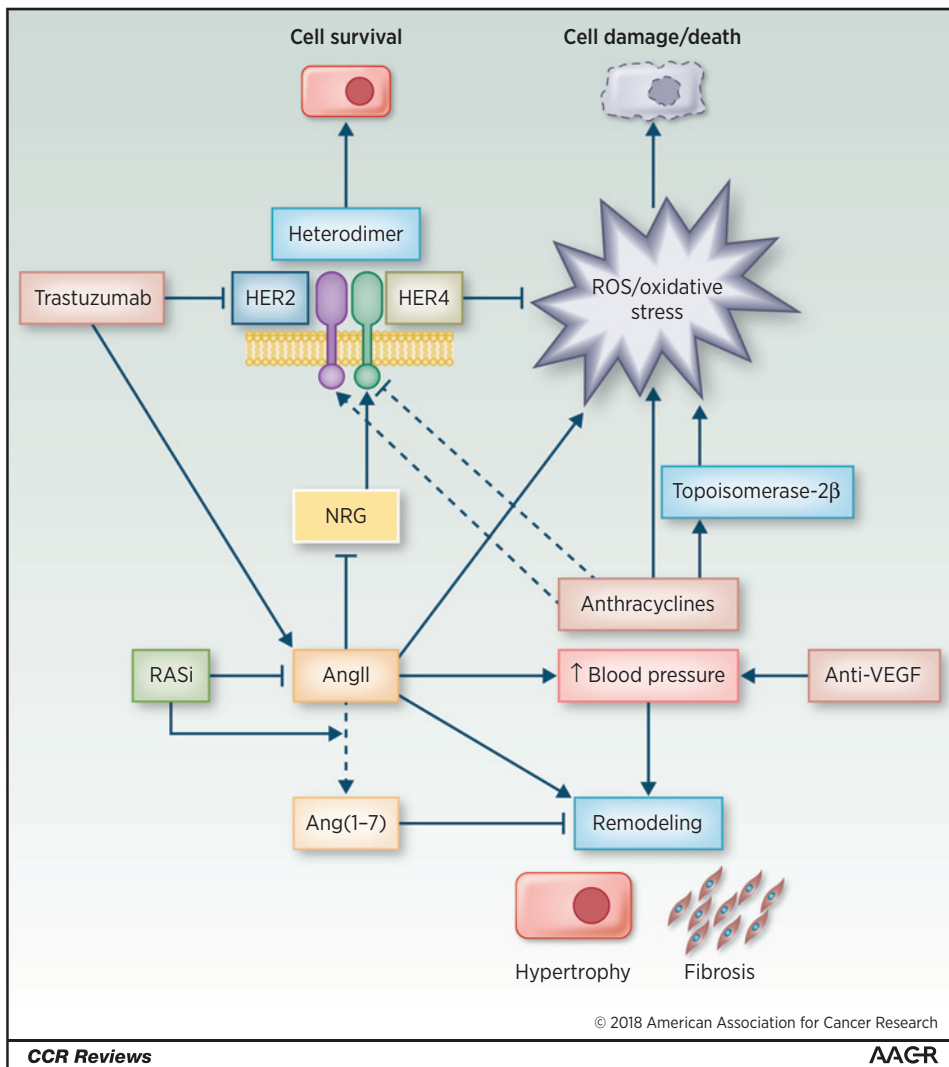 Cell survival
Cell damage/death
Heterodimer
Trastuzumab
HER2
HER4
ROS/oxidative
stress
Topoisomerase-2β
NRG
Anthracyclines
RASi
AngII
↑ Blood pressure
Anti-VEGF
Ang(1–7)
Remodeling
Hypertrophy
Fibrosis
© 2018 American Association for Cancer Research
CCR Reviews
AACR